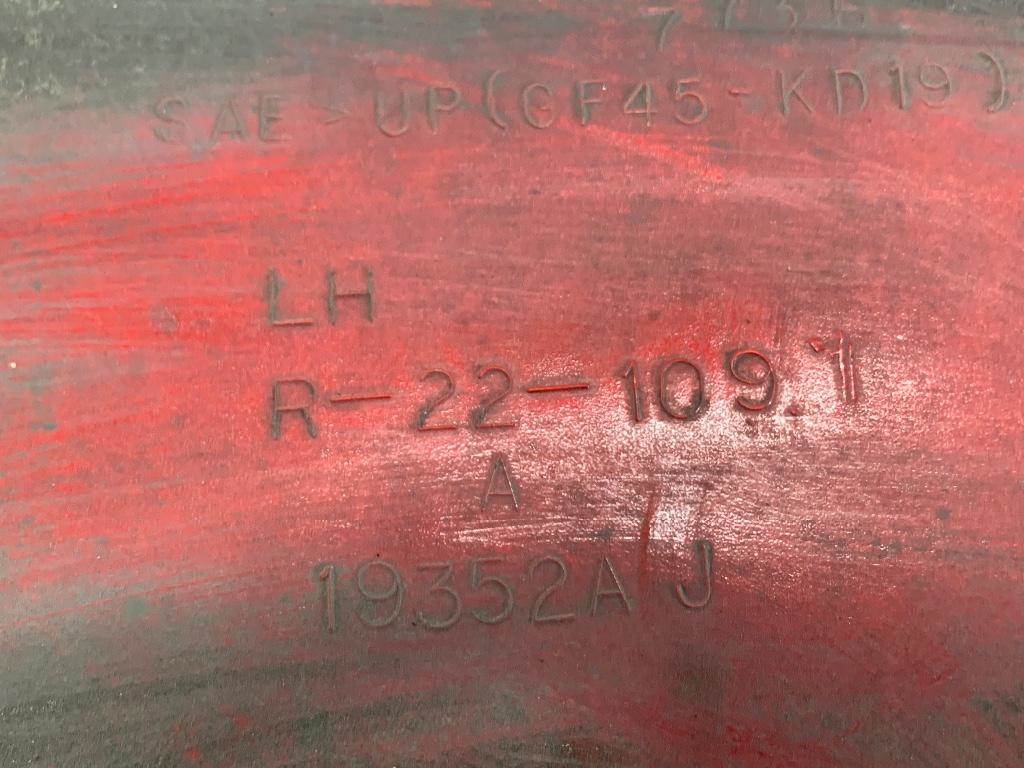 SAE >UP(GF45-KD19)
LH
R-22-109.1
A
19352A J